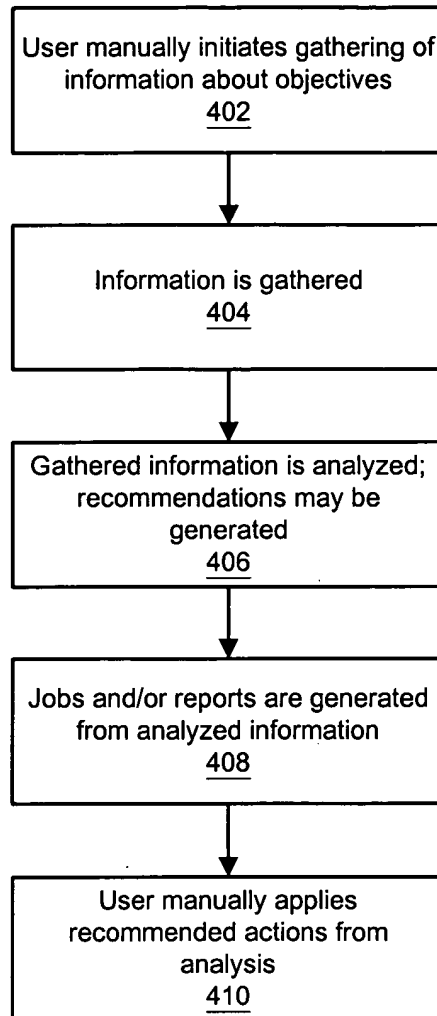 User manually initiates gathering of
information about objectives
402
Information is gathered
404
Gathered information is analyzed;
recommendations may be
generated
406
Jobs and/or reports are generated
from analyzed information
408
User manually applies
recommended actions from
analysis
410